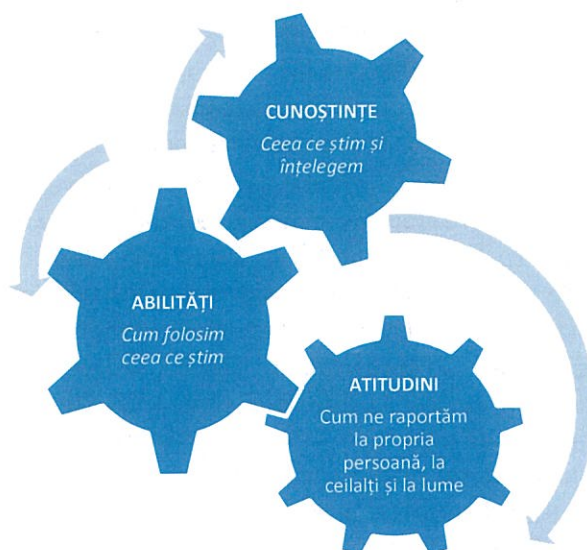 CUNOȘTINȚE
Ceea ce știm și
înțelegem
ABILITĂȚI
Cum folosim
ceea ce știm
ATITUDINI
Cum ne raportăm
la propria
persoană, la
ceilalți și la lume